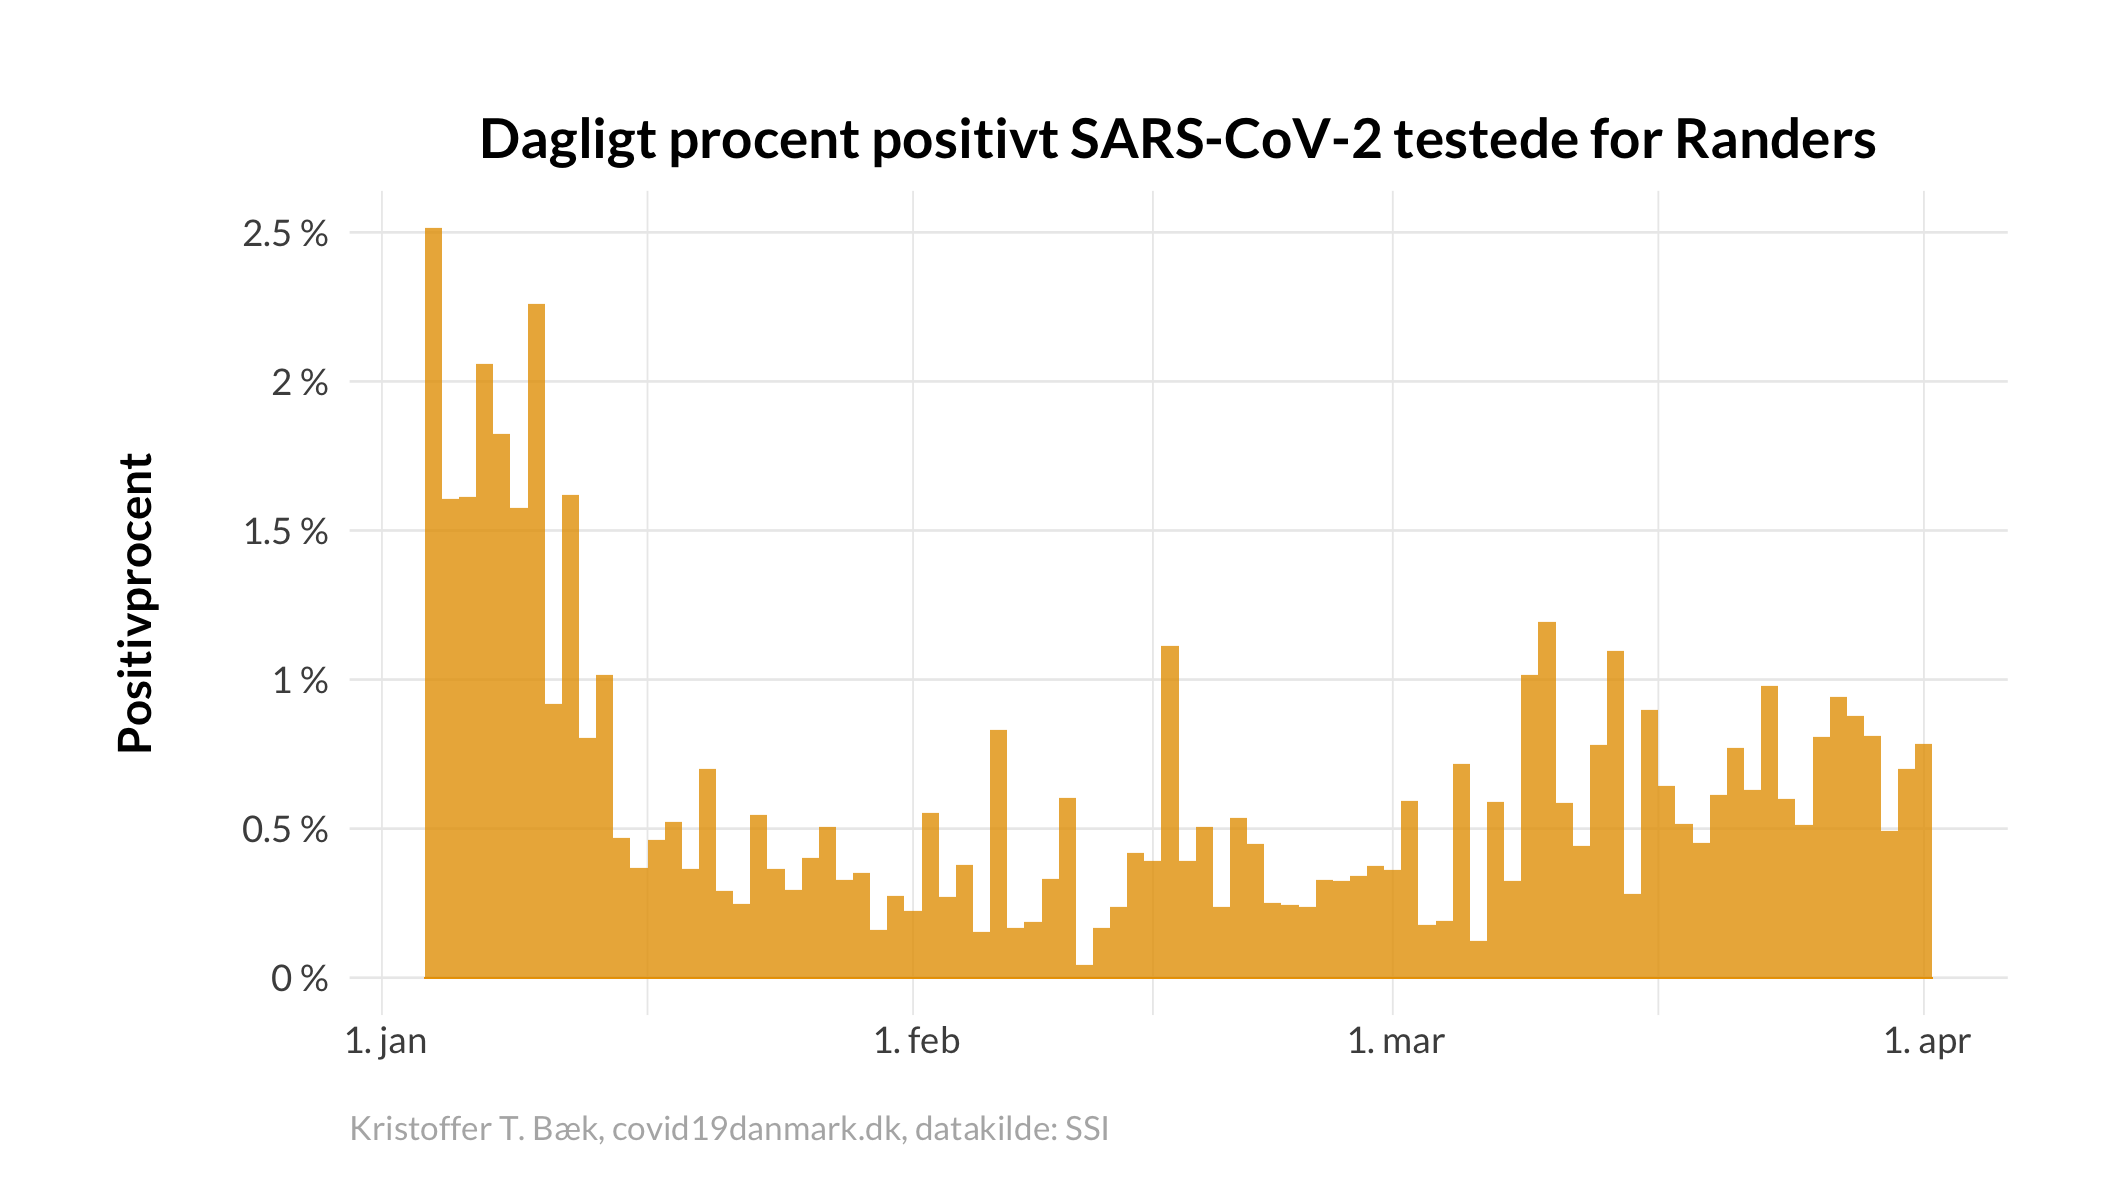 Dagligt procent positivt SARS-CoV-2 testede for Randers
Positivprocent
2.5 %
2 %
1.5 %
1 %
0.5 %
0 %
1. jan
1. feb
1. mar
1. apr
Kristoffer T. Bæk, covid19danmark.dk, datakilde: SSI